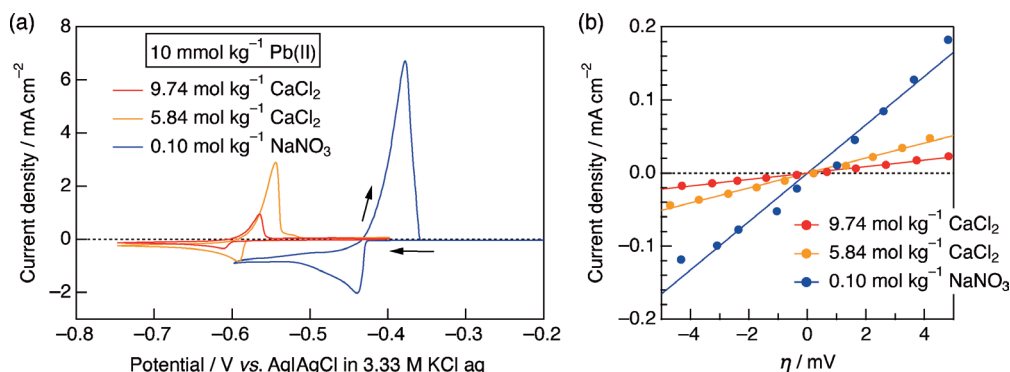 (a)
8
6
4
2
0
−2
Current density / mA cm⁻²
10 mmol kg⁻¹ Pb(II)
9.74 mol kg⁻¹ CaCl₂
5.84 mol kg⁻¹ CaCl₂
0.10 mol kg⁻¹ NaNO₃
−0.8 −0.7 −0.6 −0.5 −0.4 −0.3 −0.2
Potential / V vs. Ag|AgCl in 3.33 M KCl aq
(b)
0.2
0.1
0.0
−0.1
−0.2
Current density / mA cm⁻²
9.74 mol kg⁻¹ CaCl₂
5.84 mol kg⁻¹ CaCl₂
0.10 mol kg⁻¹ NaNO₃
−4 −2 0 2 4
η / mV